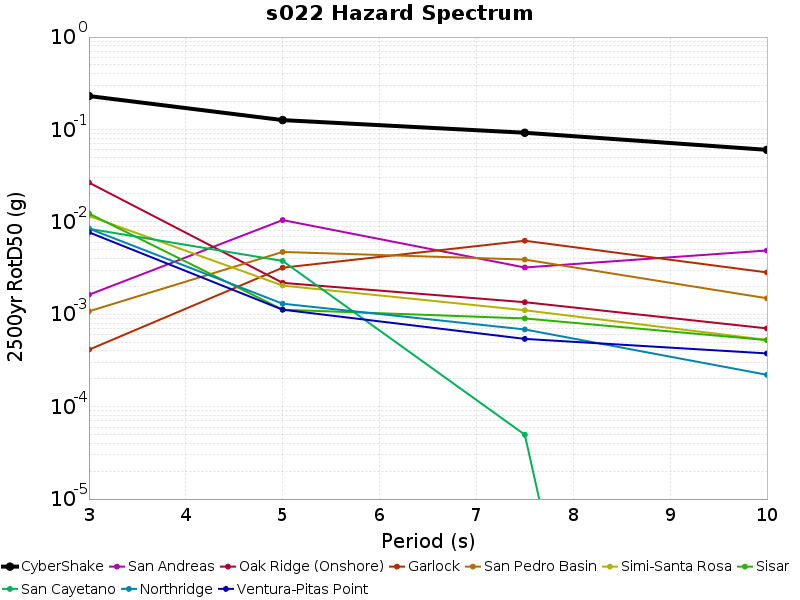 s022 Hazard Spectrum
10^0
10^-1
10^-2
10^-3
10^-4
10^-5
2500yr RotD50 (g)
3 4 5 6 7 8 9 10
Period (s)
CyberShake San Andreas Oak Ridge (Onshore) Garlock San Pedro Basin Simi-Santa Rosa Sisar
San Cayetano Northridge Ventura-Pitas Point